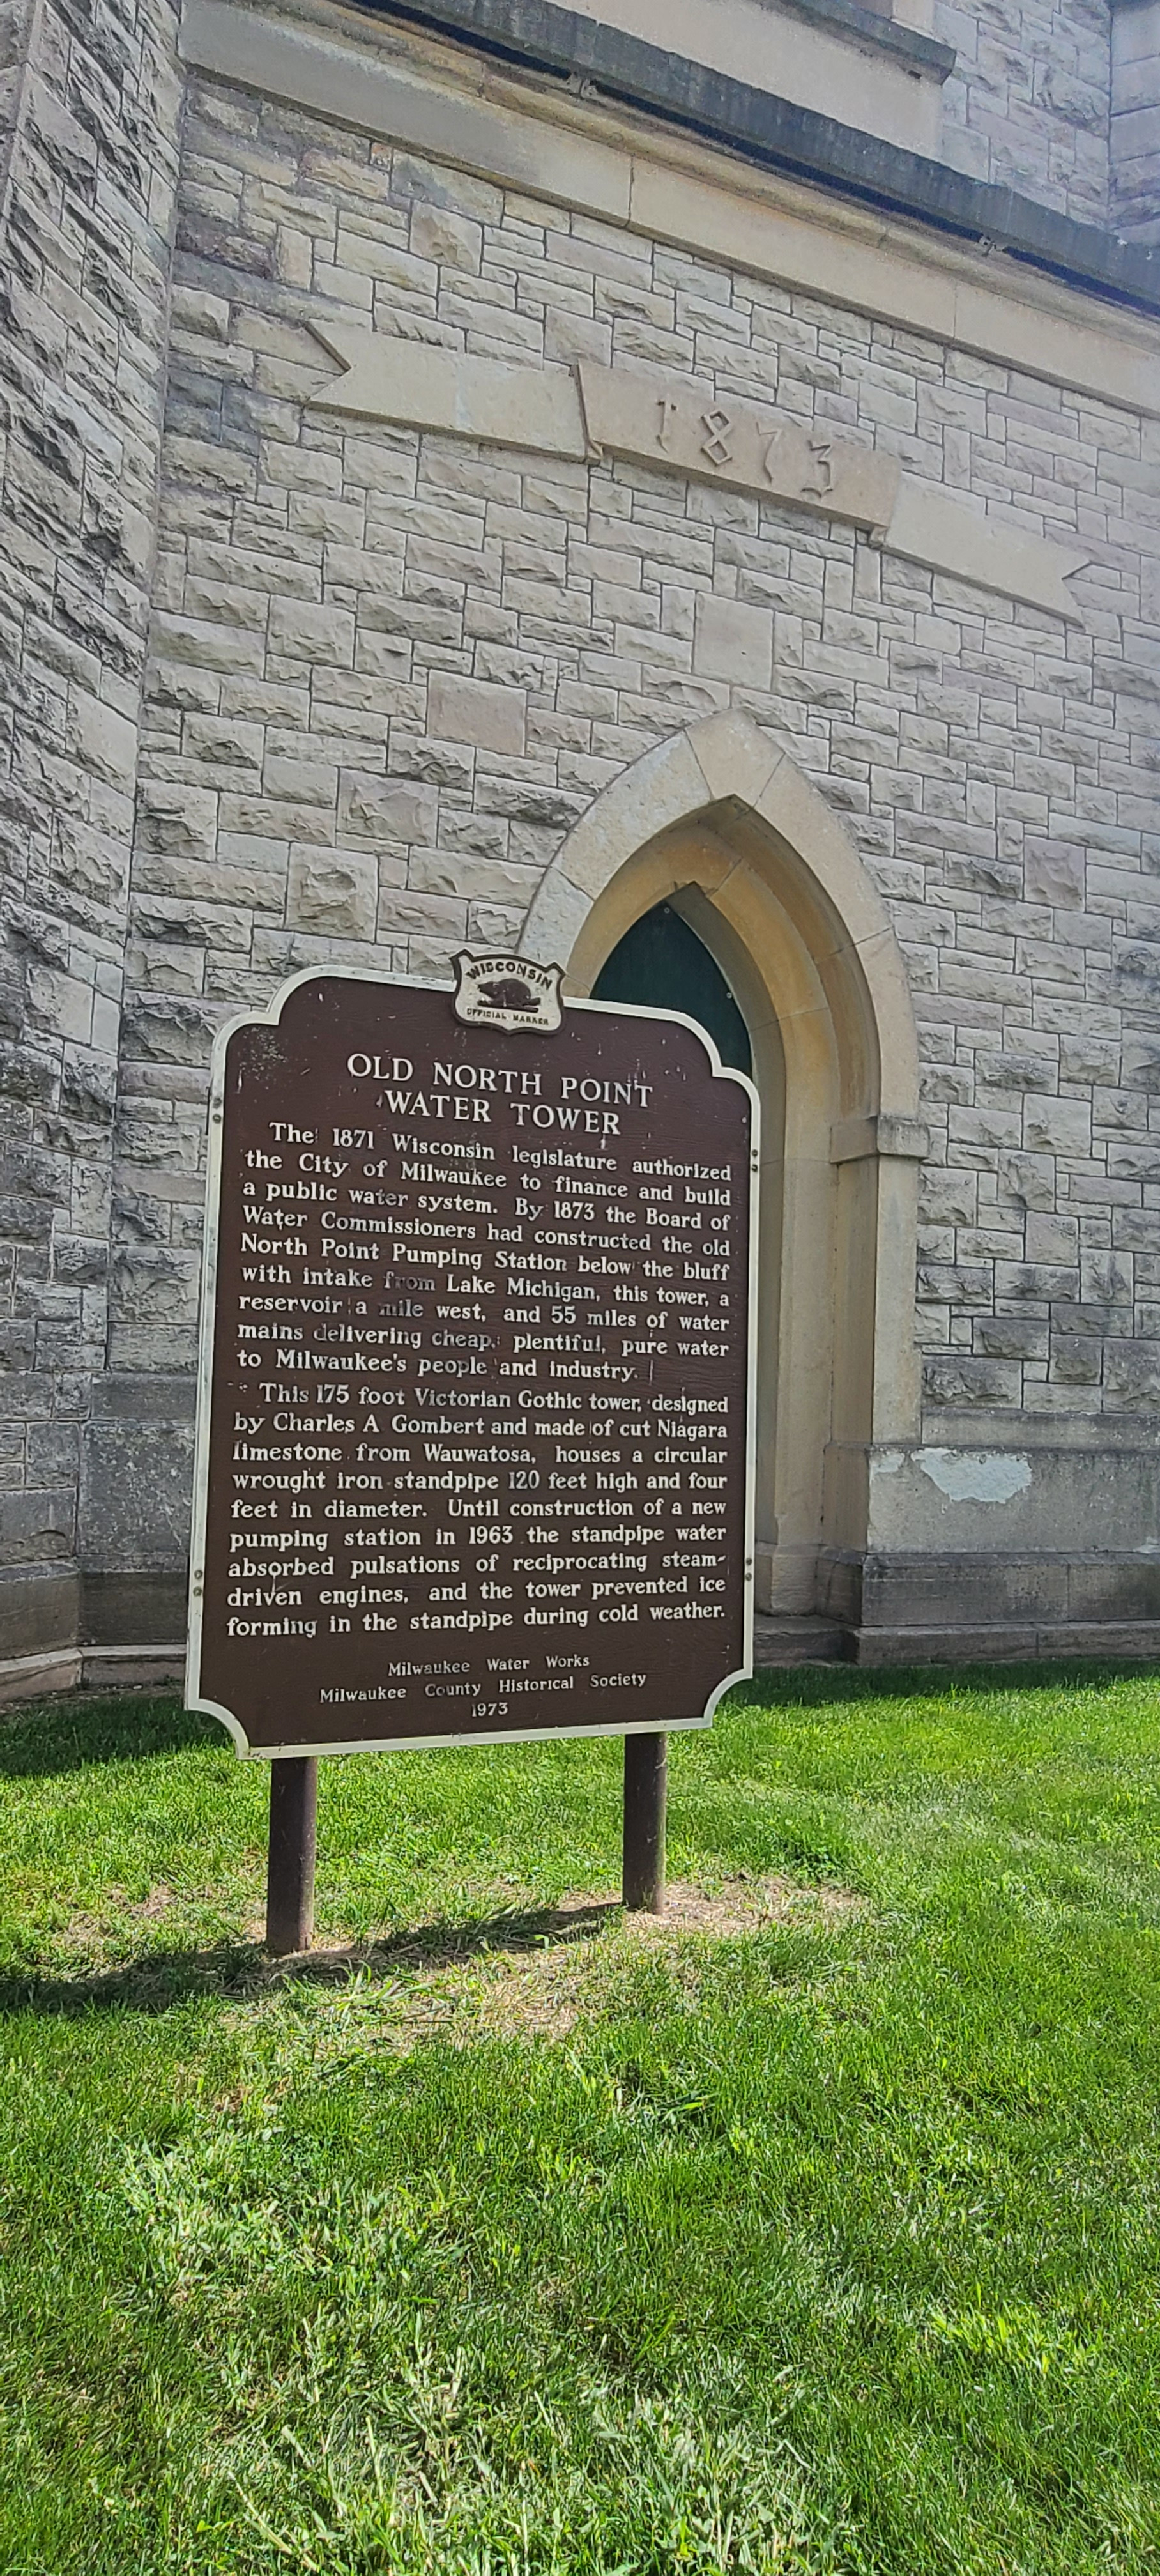 1873
WISCONSIN
OFFICIAL MARKER
OLD NORTH POINT
WATER TOWER
The 1871 Wisconsin legislature authorized
the City of Milwaukee to finance and build
a public water system. By 1873 the Board of
Water Commissioners had constructed the old
North Point Pumping Station below the bluff
with intake from Lake Michigan, this tower, a
reservoir a mile west, and 55 miles of water
mains delivering cheap, plentiful, pure water
to Milwaukee's people and industry.
This 175 foot Victorian Gothic tower, designed
by Charles A Gombert and made of cut Niagara
limestone from Wauwatosa, houses a circular
wrought iron standpipe 120 feet high and four
feet in diameter. Until construction of a new
pumping station in 1963 the standpipe water
absorbed pulsations of reciprocating steam-
driven engines, and the tower prevented ice
forming in the standpipe during cold weather.
Milwaukee Water Works
Milwaukee County Historical Society
1973